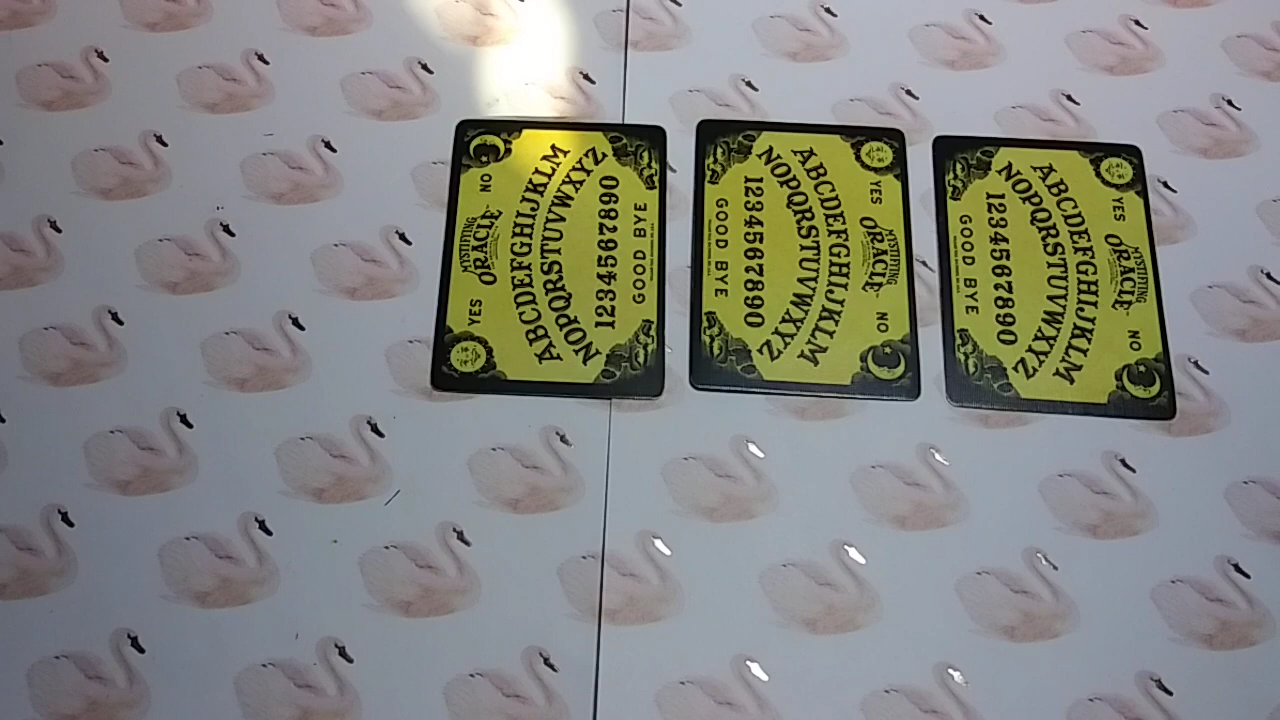 YES
MYSTIFYING
ORACLE
NO
ABCDEFGHIJKLM
NOPQRSTUVWXYZ
1234567890
GOOD BYE
YES
MYSTIFYING
ORACLE
NO
ABCDEFGHIJKLM
NOPQRSTUVWXYZ
1234567890
GOOD BYE
YES
MYSTIFYING
ORACLE
NO
ABCDEFGHIJKLM
NOPQRSTUVWXYZ
1234567890
GOOD BYE